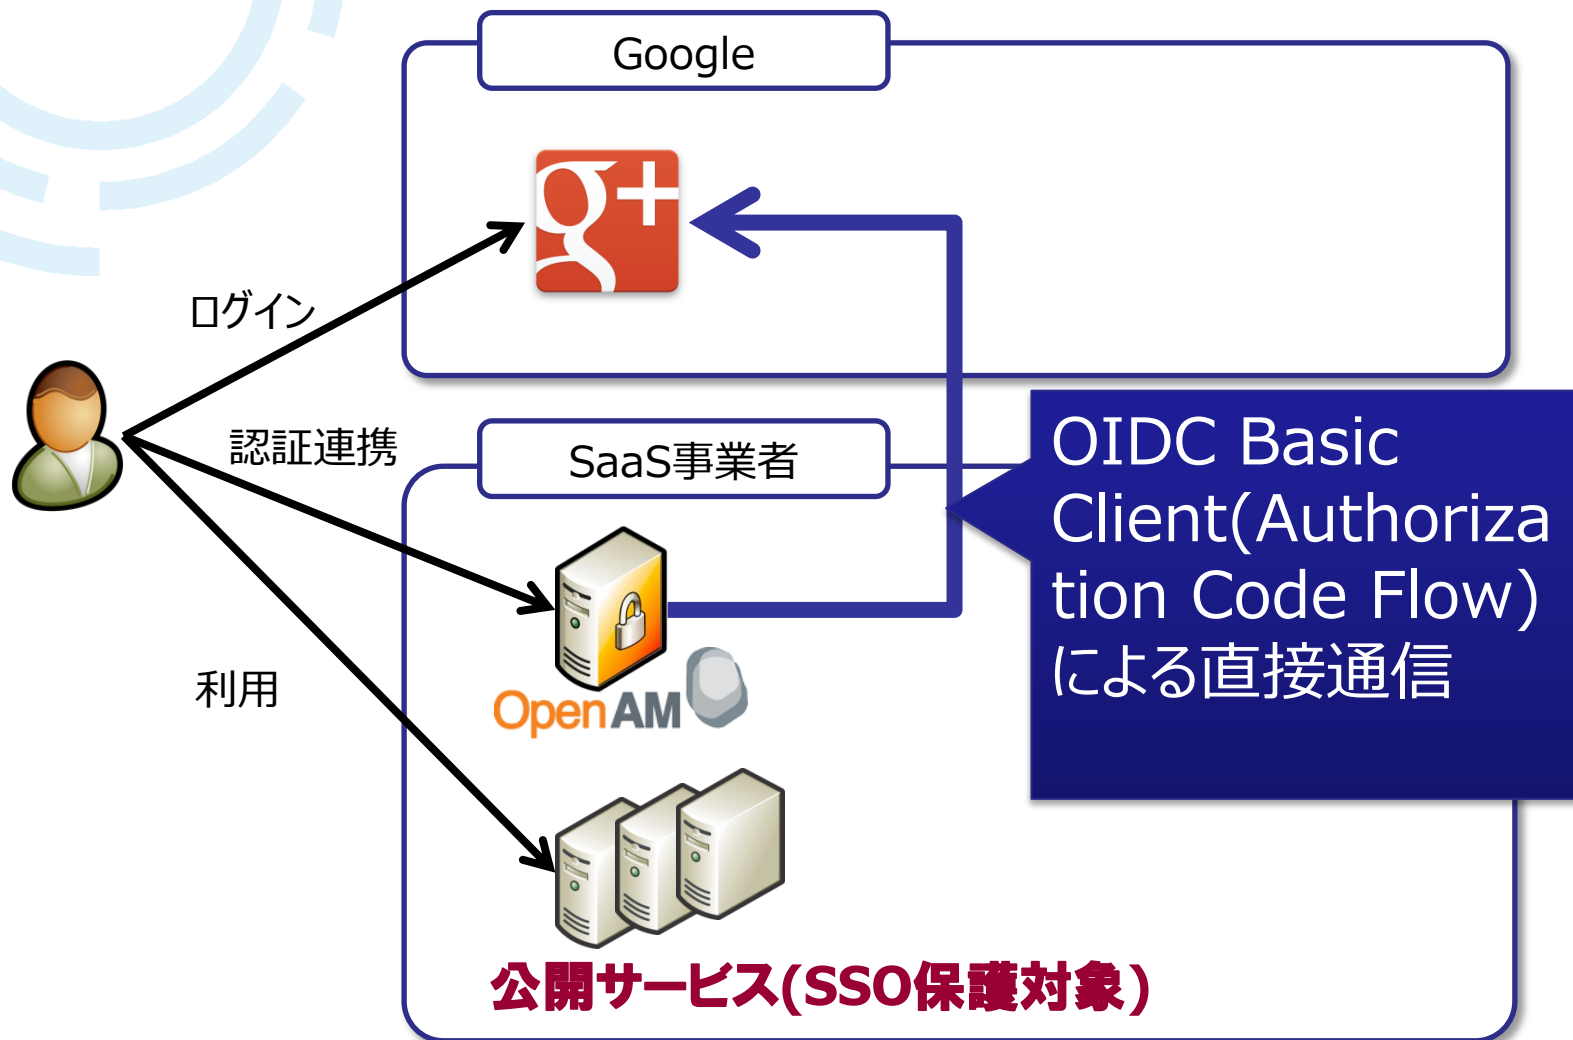 Google
g+
ログイン
認証連携
SaaS事業者
OIDC Basic
Client(Authoriza
tion Code Flow)
による直接通信
利用
OpenAM
公開サービス(SSO保護対象)